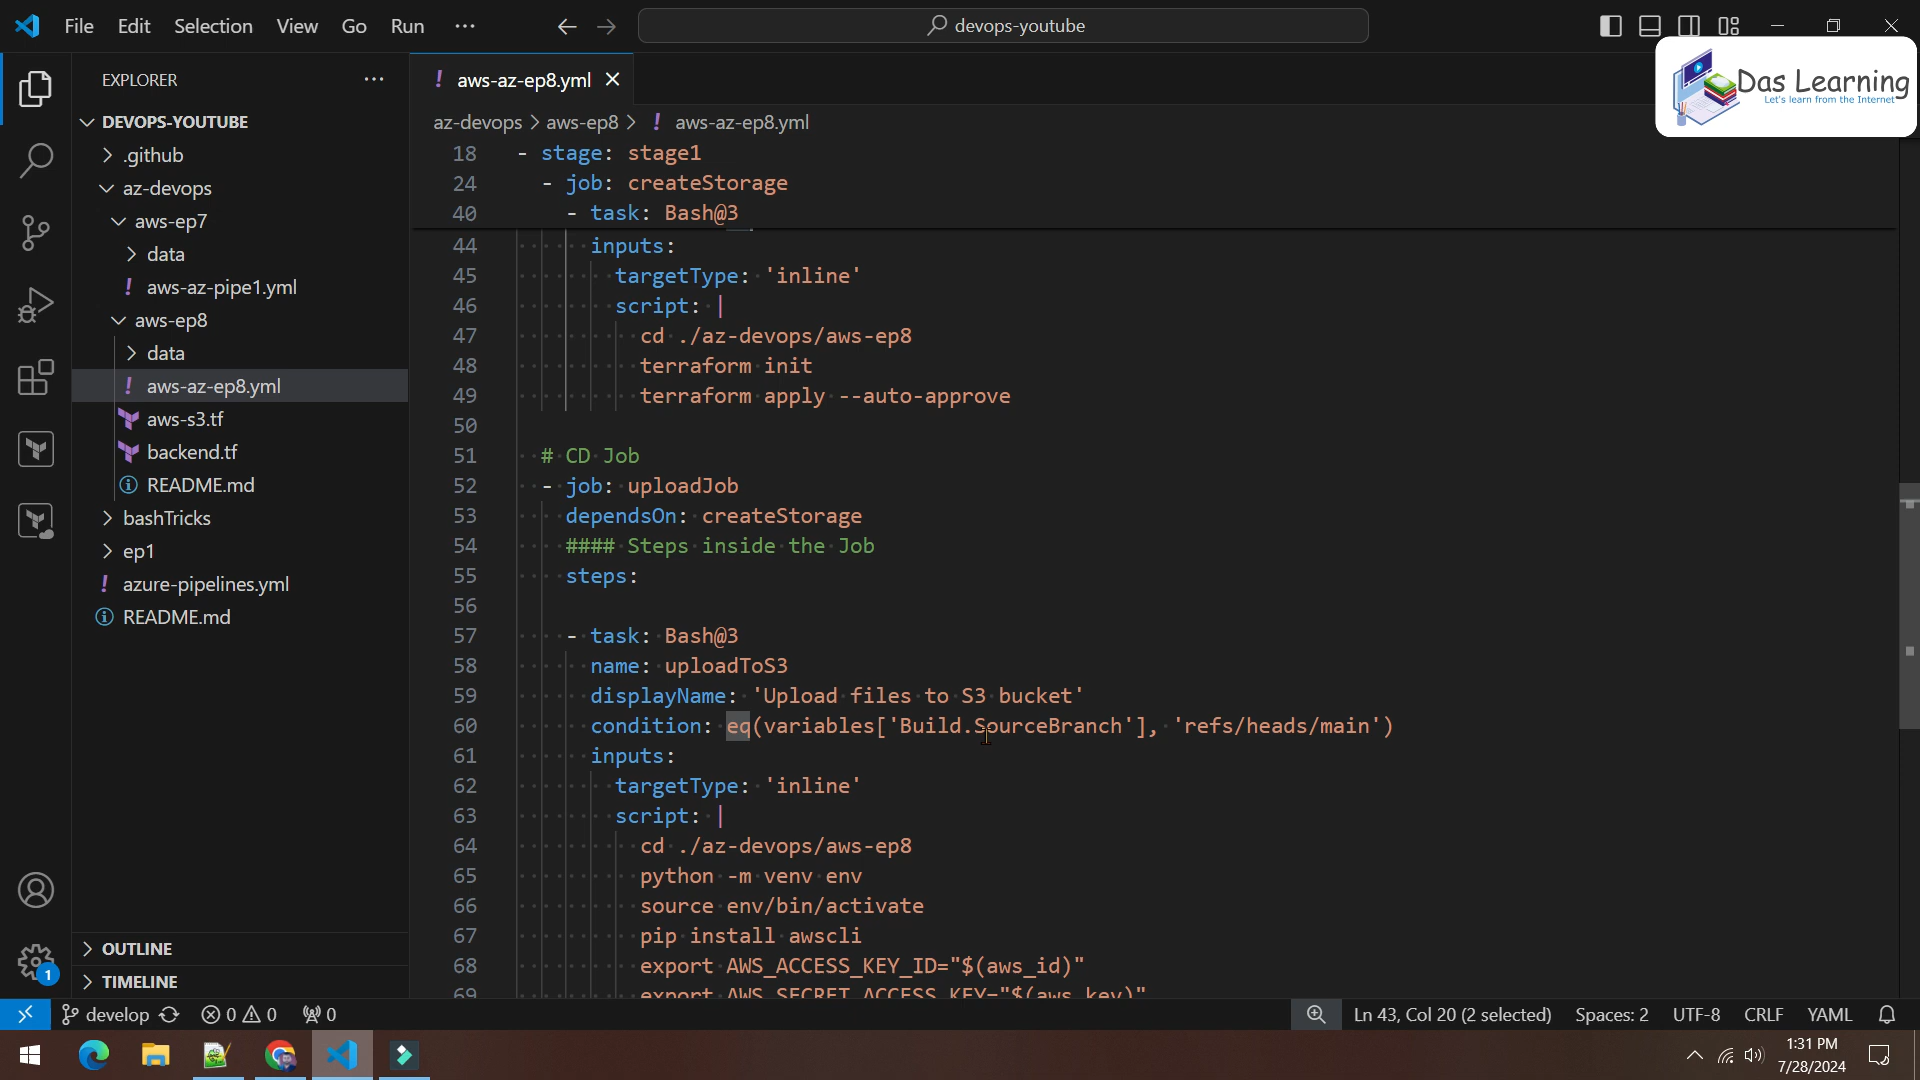 File Edit Selection View Go Run ···
devops-youtube
Das Learning
Let's learn from the Internet
EXPLORER
DEVOPS-YOUTUBE
.github
az-devops
aws-ep7
data
! aws-az-pipe1.yml
aws-ep8
data
! aws-az-ep8.yml
aws-s3.tf
backend.tf
README.md
bashTricks
ep1
! azure-pipelines.yml
README.md
OUTLINE
TIMELINE
! aws-az-ep8.yml
az-devops > aws-ep8 > ! aws-az-ep8.yml
18 - stage: stage1
24 - job: createStorage
40 - task: Bash@3
44 inputs:
45 targetType: 'inline'
46 script: |
47 cd ./az-devops/aws-ep8
48 terraform init
49 terraform apply --auto-approve
50
51 # CD Job
52 - job: uploadJob
53 dependsOn: createStorage
54 #### Steps inside the Job
55 steps:
56
57 - task: Bash@3
58 name: uploadToS3
59 displayName: 'Upload files to S3 bucket'
60 condition: eq(variables['Build.SourceBranch'], 'refs/heads/main')
61 inputs:
62 targetType: 'inline'
63 script: |
64 cd ./az-devops/aws-ep8
65 python -m venv env
66 source env/bin/activate
67 pip install awscli
68 export AWS_ACCESS_KEY_ID="$(aws_id)"
69 export AWS_SECRET_ACCESS_KEY="$(aws_key)"
1
develop 0 0 0
Ln 43, Col 20 (2 selected) Spaces: 2 UTF-8 CRLF YAML
1:31 PM
7/28/2024